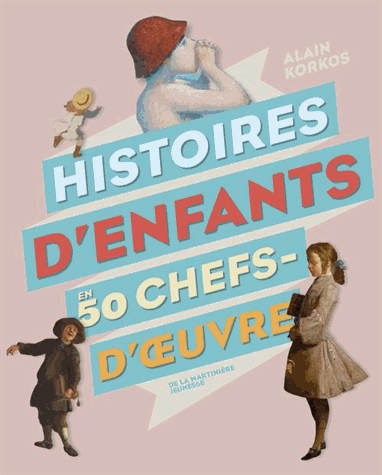 ALAIN
KORKOS
HISTOIRES
D'ENFANTS
EN
50 CHEFS-
D'ŒUVRE
DE LA MARTINIÈRE
JEUNESSE